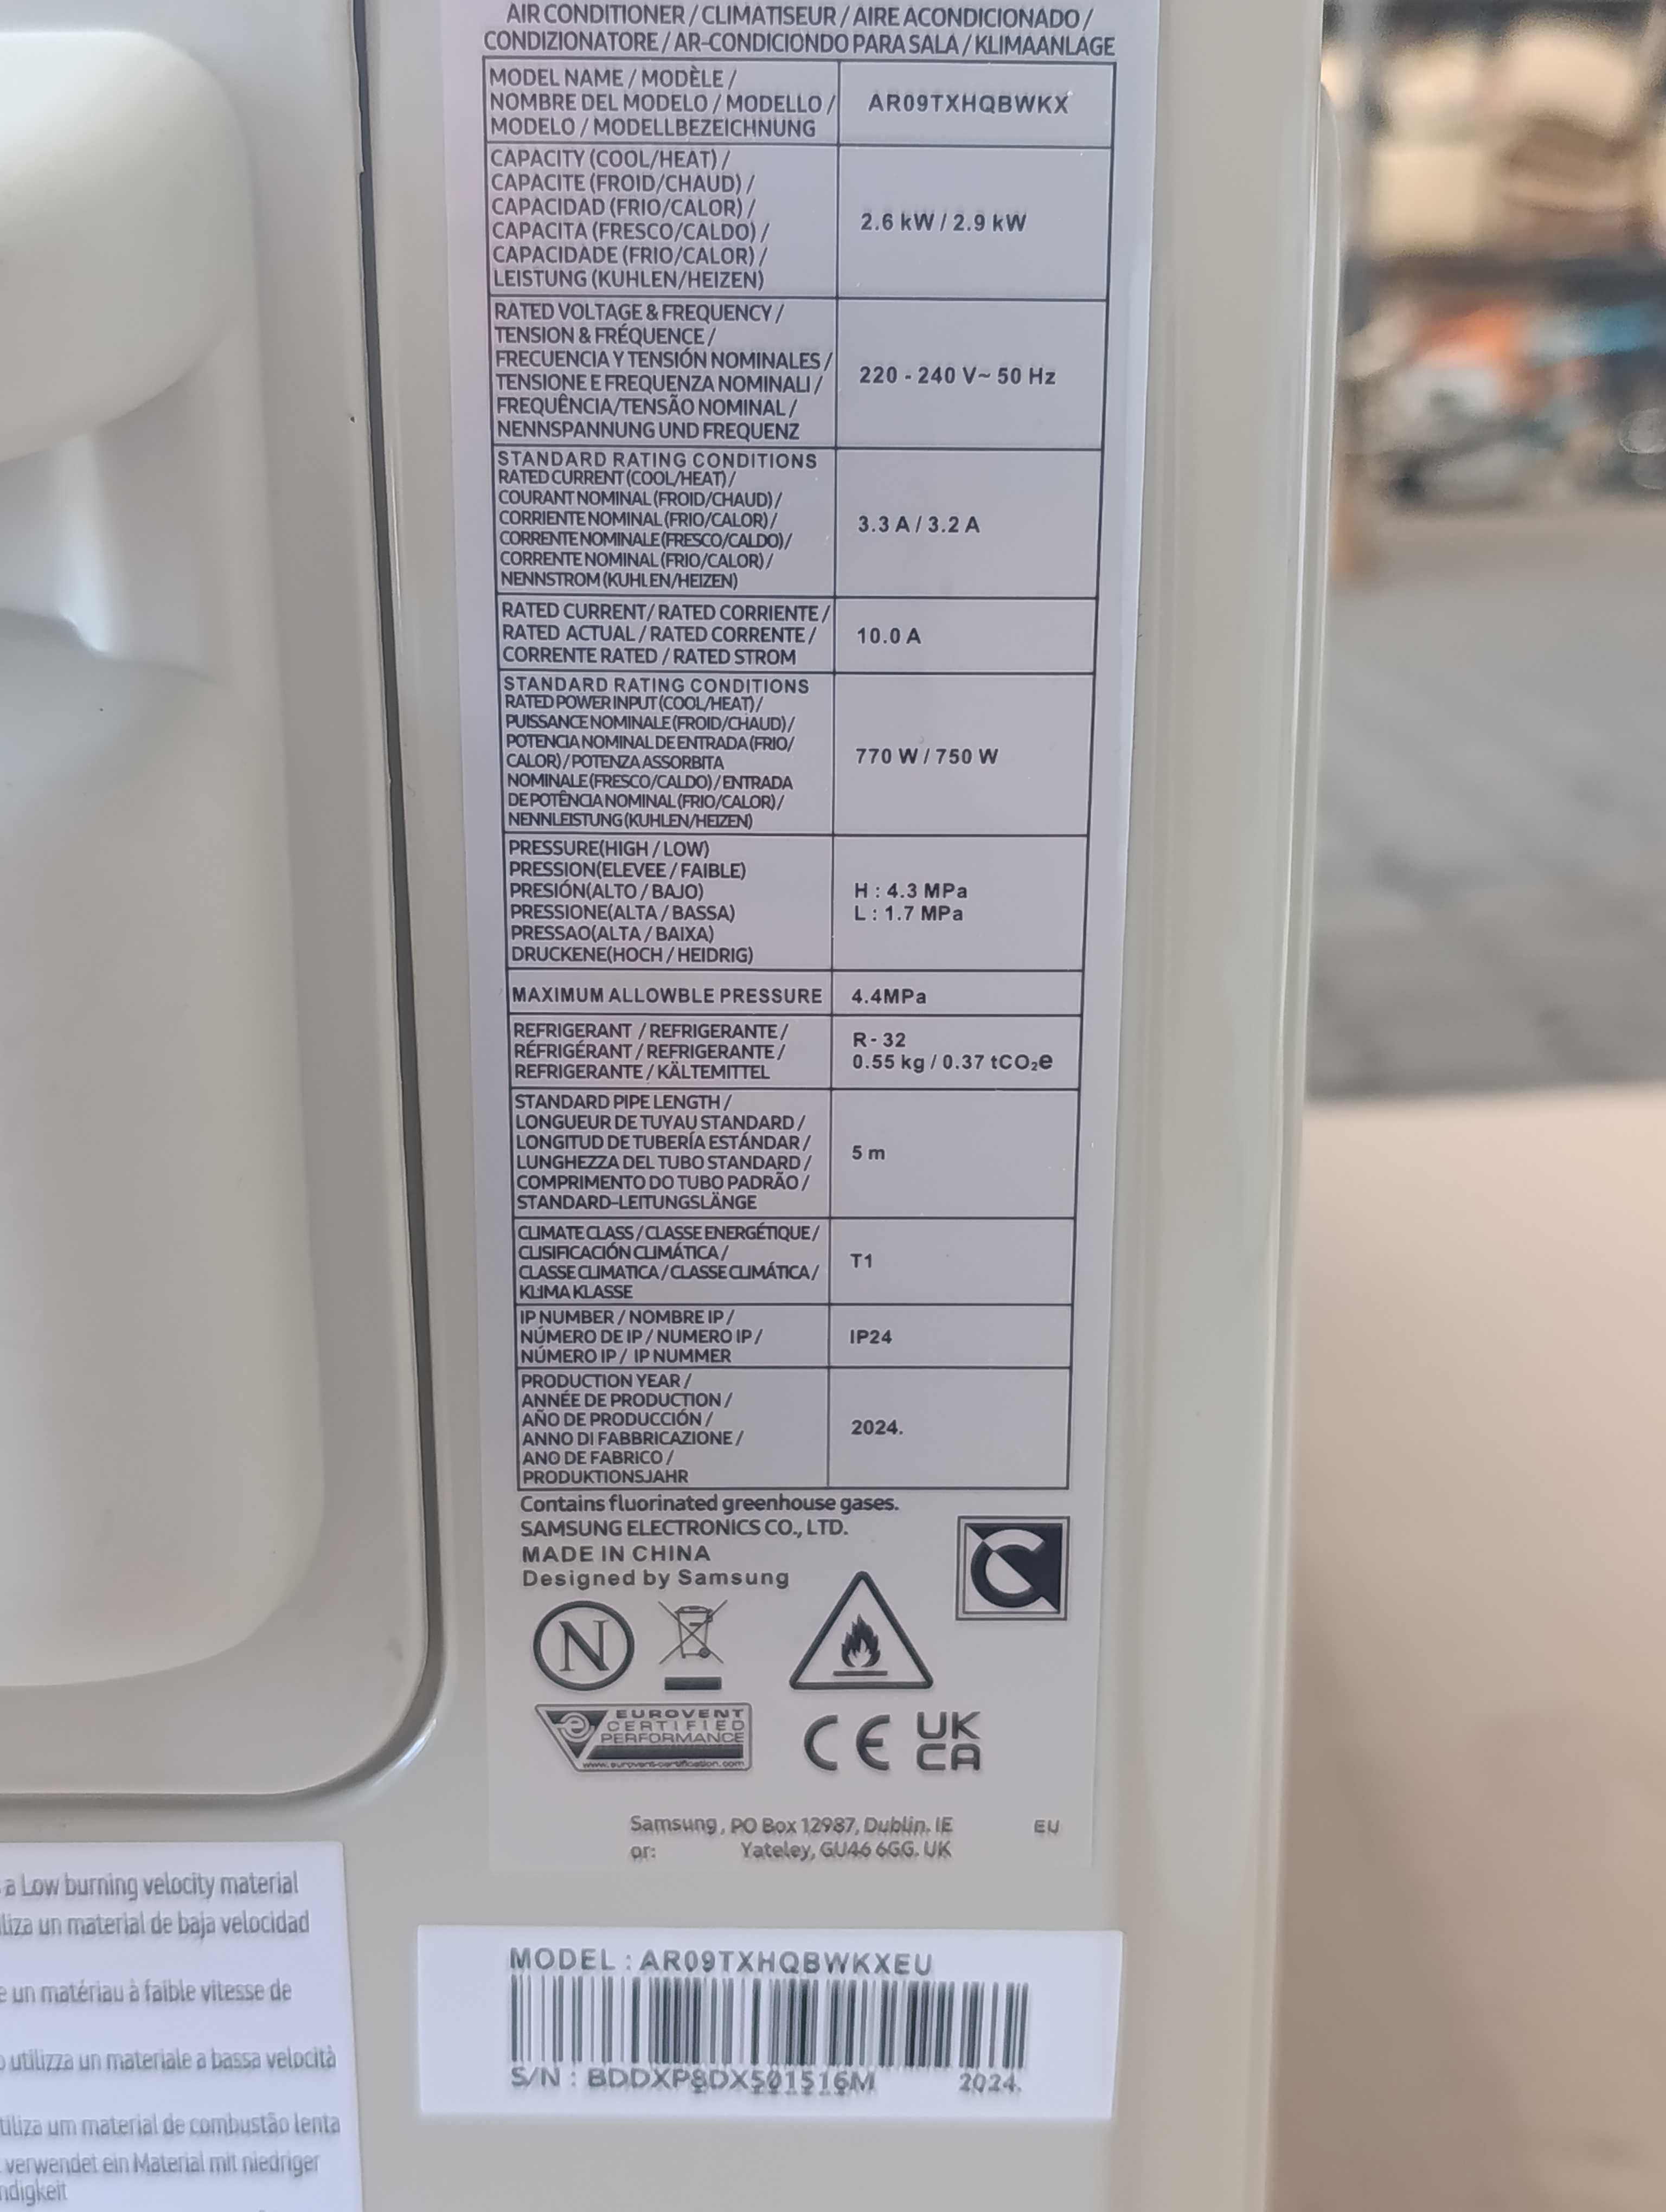 AIR CONDITIONER / CLIMATISEUR / AIRE ACONDICIONADO /
CONDIZIONATORE / AR-CONDICIONDO PARA SALA / KLIMAANLAGE
MODEL NAME / MODÈLE /
NOMBRE DEL MODELO / MODELLO /
MODELO / MODELLBEZEICHNUNG
AR09TXHQBWKX
CAPACITY (COOL/HEAT) /
CAPACITE (FROID/CHAUD) /
CAPACIDAD (FRIO/CALOR) /
CAPACITA (FRESCO/CALDO) /
CAPACIDADE (FRIO/CALOR) /
LEISTUNG (KUHLEN/HEIZEN)
2.6 kW / 2.9 kW
RATED VOLTAGE & FREQUENCY /
TENSION & FRÉQUENCE /
FRECUENCIA Y TENSIÓN NOMINALES /
TENSIONE E FREQUENZA NOMINALI /
FREQUÊNCIA/TENSÃO NOMINAL /
NENNSPANNUNG UND FREQUENZ
220 - 240 V~ 50 Hz
STANDARD RATING CONDITIONS
RATED CURRENT (COOL/HEAT) /
COURANT NOMINAL (FROID/CHAUD) /
CORRIENTE NOMINAL (FRIO/CALOR) /
CORRENTE NOMINALE (FRESCO/CALDO) /
CORRENTE NOMINAL (FRIO/CALOR) /
NENNSTROM (KUHLEN/HEIZEN)
3.3 A / 3.2 A
RATED CURRENT / RATED CORRIENTE /
RATED ACTUAL / RATED CORRENTE /
CORRENTE RATED / RATED STROM
10.0 A
STANDARD RATING CONDITIONS
RATED POWER INPUT (COOL/HEAT) /
PUISSANCE NOMINALE (FROID/CHAUD) /
POTENCIA NOMINAL DE ENTRADA (FRIO/
CALOR) / POTENZA ASSORBITA
NOMINALE (FRESCO/CALDO) / ENTRADA
DE POTÊNCIA NOMINAL (FRIO/CALOR) /
NENNLEISTUNG (KUHLEN/HEIZEN)
770 W / 750 W
PRESSURE(HIGH / LOW)
PRESSION(ELEVEE / FAIBLE)
PRESIÓN(ALTO / BAJO)
PRESSIONE(ALTA / BASSA)
PRESSAO(ALTA / BAIXA)
DRUCKENE(HOCH / HEIDRIG)
H : 4.3 MPa
L : 1.7 MPa
MAXIMUM ALLOWBLE PRESSURE
4.4MPa
REFRIGERANT / REFRIGERANTE /
RÉFRIGÉRANT / REFRIGERANTE /
REFRIGERANTE / KÄLTEMITTEL
R - 32
0.55 kg / 0.37 tCO₂e
STANDARD PIPE LENGTH /
LONGUEUR DE TUYAU STANDARD /
LONGITUD DE TUBERÍA ESTÁNDAR /
LUNGHEZZA DEL TUBO STANDARD /
COMPRIMENTO DO TUBO PADRÃO /
STANDARD-LEITUNGSLÄNGE
5 m
CLIMATE CLASS / CLASSE ENERGÉTIQUE /
CLISIFICACIÓN CLIMÁTICA /
CLASSE CLIMATICA / CLASSE CLIMÁTICA /
KLIMA KLASSE
T1
IP NUMBER / NOMBRE IP /
NÚMERO DE IP / NUMERO IP /
NÚMERO IP / IP NUMMER
IP24
PRODUCTION YEAR /
ANNÉE DE PRODUCTION /
AÑO DE PRODUCCIÓN /
ANNO DI FABBRICAZIONE /
ANO DE FABRICO /
PRODUKTIONSJAHR
2024.
Contains fluorinated greenhouse gases.
SAMSUNG ELECTRONICS CO., LTD.
MADE IN CHINA
Designed by Samsung
N
EUROVENT
CERTIFIED
PERFORMANCE
www.eurovent-certification.com
CE UK
CA
Samsung, PO Box 12987, Dublin. IE EU
or: Yateley, GU46 6GG. UK
a Low burning velocity material
liza un material de baja velocidad
e un matériau à faible vitesse de
o utilizza un materiale a bassa velocità
tiliza um material de combustão lenta
verwendet ein Material mit niedriger
ndigkeit
MODEL : AR09TXHQBWKXEU
S/N : BDDXP8DX501516M 2024.